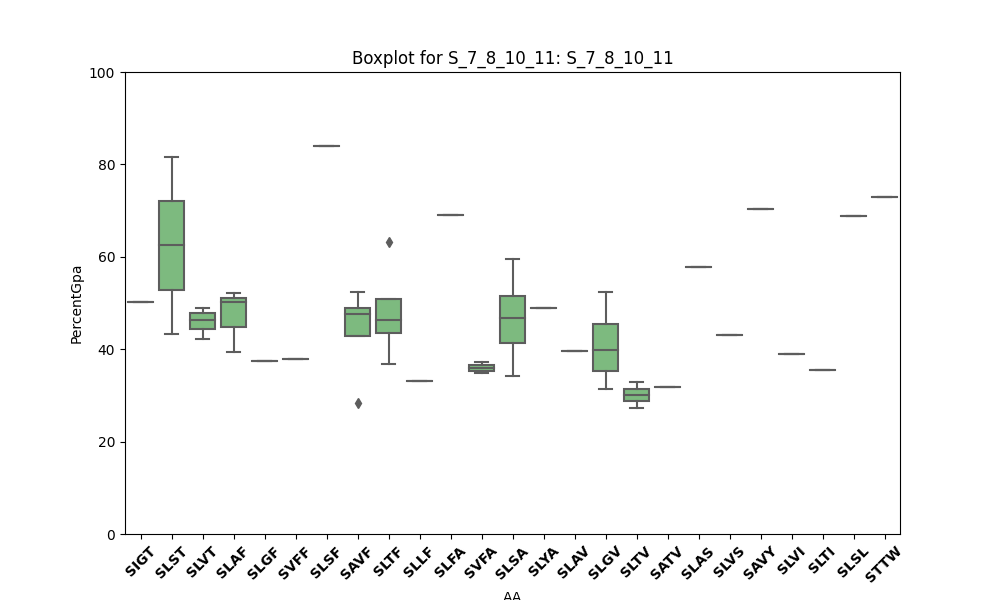 Boxplot for S_7_8_10_11: S_7_8_10_11
100
80
60
40
20
0
PercentGpa
SIGT
SLST
SLVT
SLAF
SLGF
SVFF
SLSF
SAVF
SLTF
SLLF
SLFA
SVFA
SLSA
SLYA
SLAV
SLGV
SLTV
SATV
SLAS
SLVS
SAVY
SLVI
SLTI
SLSL
STTW
AA